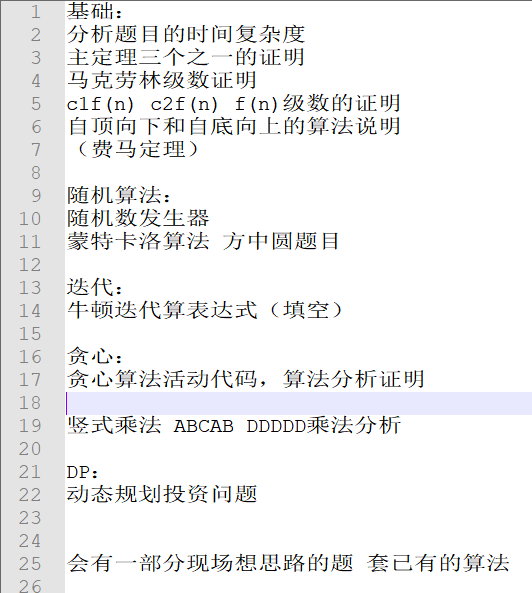 1 基础：
2 分析题目的时间复杂度
3 主定理三个之一的证明
4 马克劳林级数证明
5 c1f(n) c2f(n) f(n)级数的证明
6 自顶向下和自底向上的算法说明
7 （费马定理）
8
9 随机算法：
10 随机数发生器
11 蒙特卡洛算法 方中圆题目
12
13 迭代：
14 牛顿迭代算表达式（填空）
15
16 贪心：
17 贪心算法活动代码，算法分析证明
18
19 竖式乘法 ABCAB DDDDD乘法分析
20
21 DP：
22 动态规划投资问题
23
24
25 会有一部分现场想思路的题 套已有的算法
26